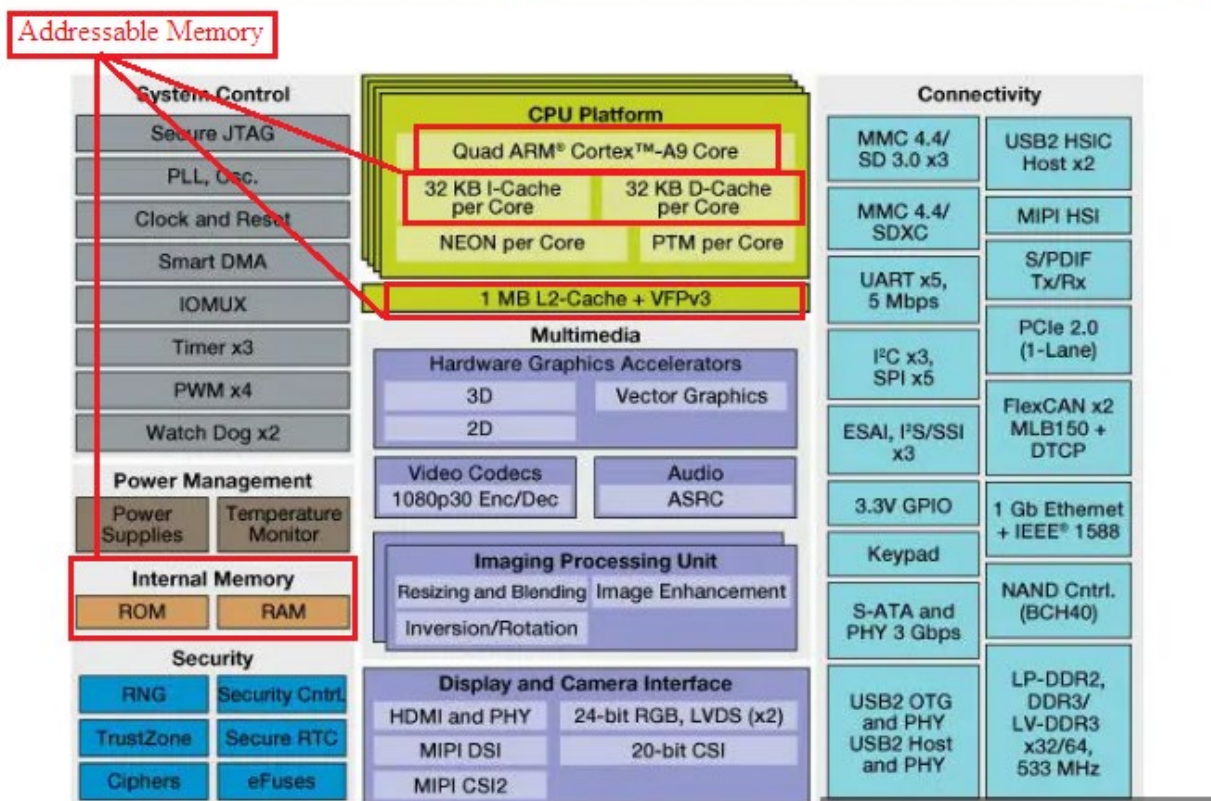 Addressable Memory
System Control
Secure JTAG
PLL, Osc.
Clock and Reset
Smart DMA
IOMUX
Timer x3
PWM x4
Watch Dog x2
Power Management
Power
Supplies
Temperature
Monitor
Internal Memory
ROM
RAM
Security
RNG
Security Cntrl.
TrustZone
Secure RTC
Ciphers
eFuses
CPU Platform
Quad ARM® Cortex™-A9 Core
32 KB I-Cache
per Core
32 KB D-Cache
per Core
NEON per Core
PTM per Core
1 MB L2-Cache + VFPv3
Multimedia
Hardware Graphics Accelerators
3D
Vector Graphics
2D
Video Codecs
1080p30 Enc/Dec
Audio
ASRC
Imaging Processing Unit
Resizing and Blending
Image Enhancement
Inversion/Rotation
Display and Camera Interface
HDMI and PHY
24-bit RGB, LVDS (x2)
MIPI DSI
20-bit CSI
MIPI CSI2
Connectivity
MMC 4.4/
SD 3.0 x3
MMC 4.4/
SDXC
UART x5,
5 Mbps
I²C x3,
SPI x5
ESAI, I²S/SSI
x3
3.3V GPIO
Keypad
S-ATA and
PHY 3 Gbps
USB2 OTG
and PHY
USB2 Host
and PHY
USB2 HSIC
Host x2
MIPI HSI
S/PDIF
Tx/Rx
PCIe 2.0
(1-Lane)
FlexCAN x2
MLB150 +
DTCP
1 Gb Ethernet
+ IEEE® 1588
NAND Cntrl.
(BCH40)
LP-DDR2,
DDR3/
LV-DDR3
x32/64,
533 MHz